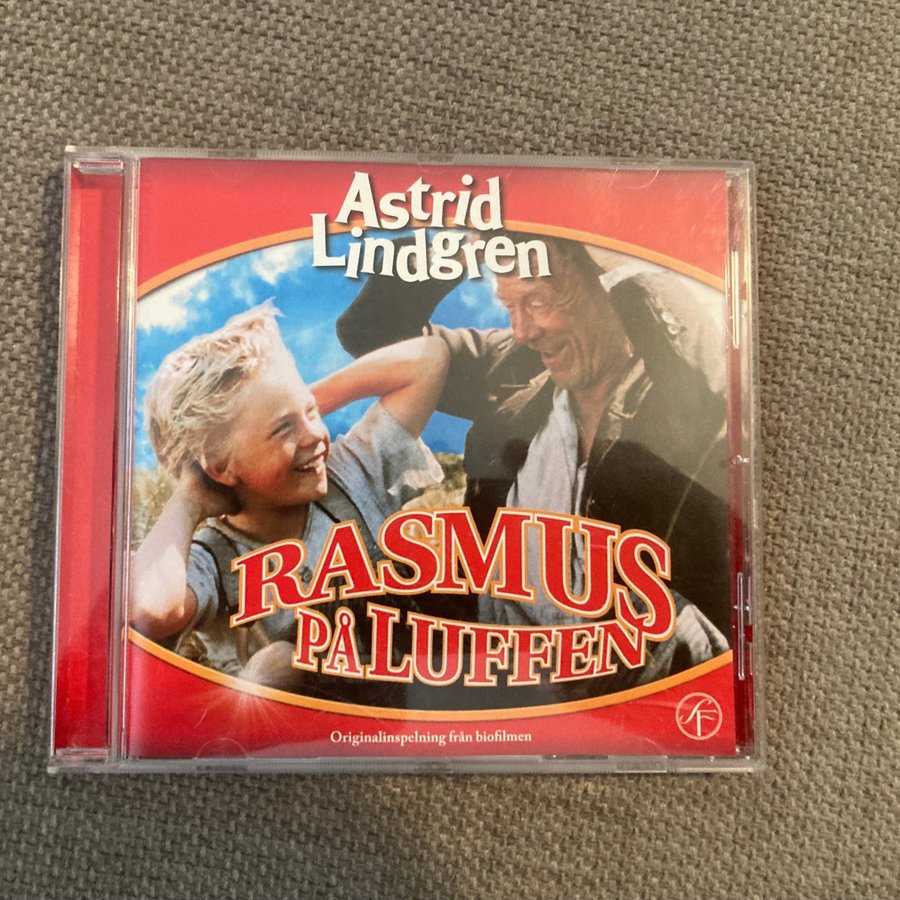 Astrid
Lindgren
RASMUS
PÅ LUFFEN
Originalinspelning från biofilmen
SF